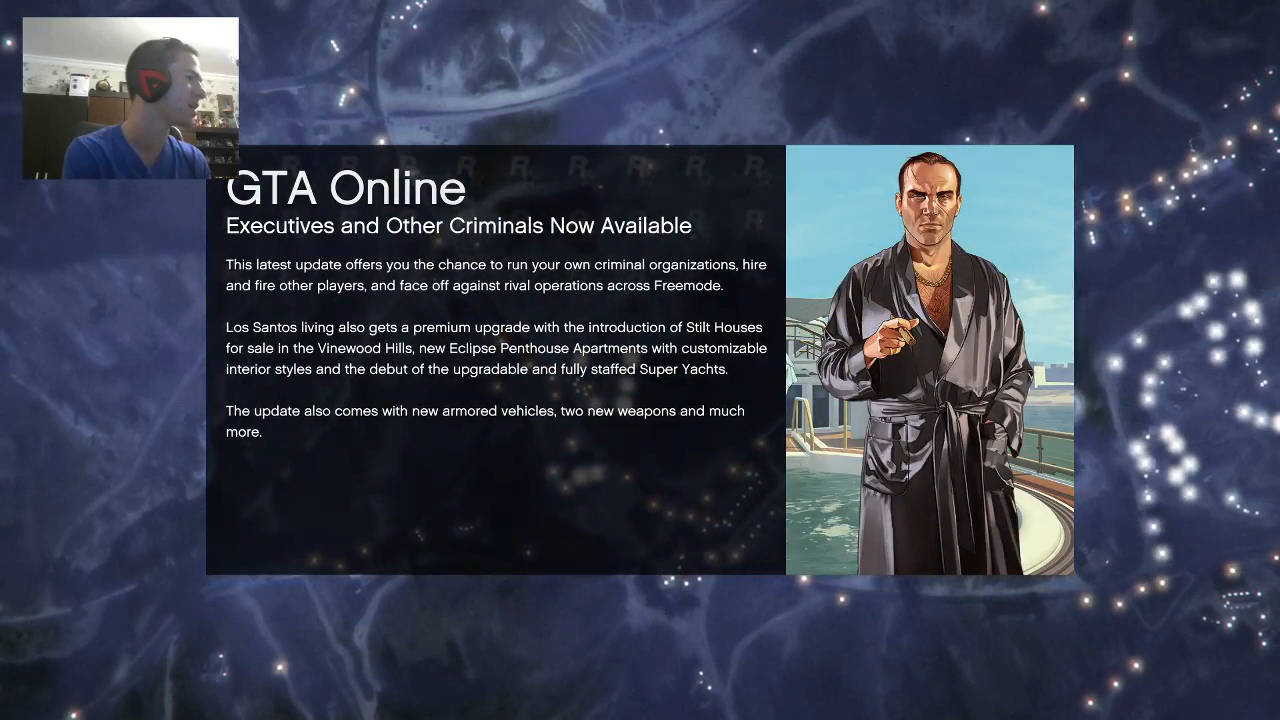 GTA Online
Executives and Other Criminals Now Available
This latest update offers you the chance to run your own criminal organizations, hire
and fire other players, and face off against rival operations across Freemode.
Los Santos living also gets a premium upgrade with the introduction of Stilt Houses
for sale in the Vinewood Hills, new Eclipse Penthouse Apartments with customizable
interior styles and the debut of the upgradable and fully staffed Super Yachts.
The update also comes with new armored vehicles, two new weapons and much
more.